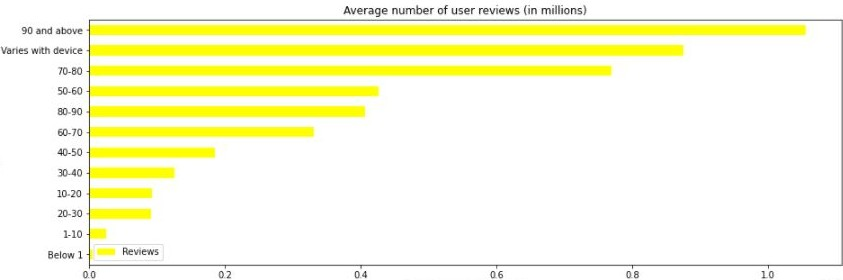 Average number of user reviews (in millions)
90 and above
Varies with device
70-80
50-60
80-90
60-70
40-50
30-40
10-20
20-30
1-10
Below 1
Reviews
0.0 0.2 0.4 0.6 0.8 1.0